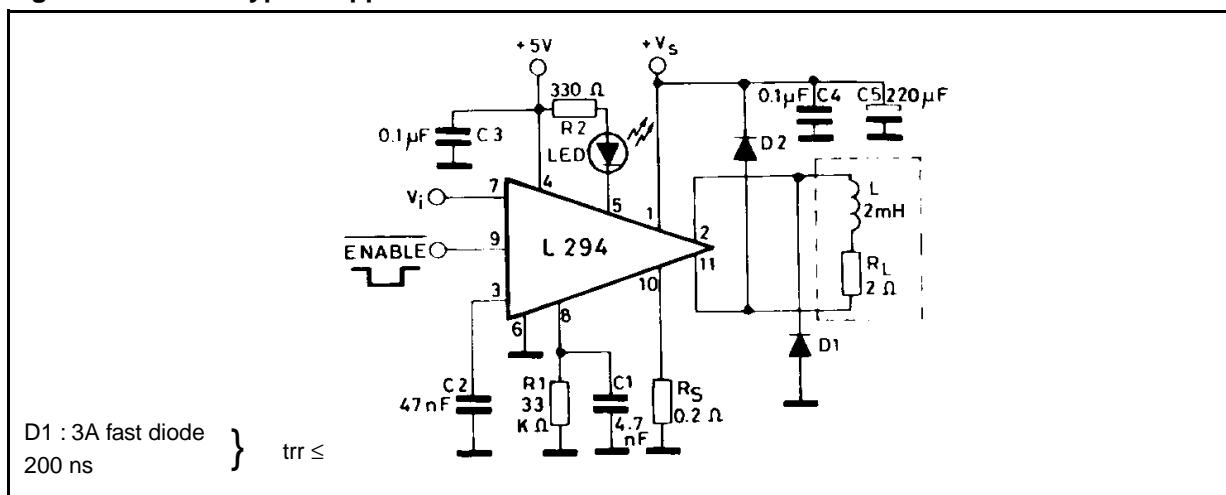 +5V
+Vs
330 Ω
R2
0.1μF C3
LED
0.1μF C4
C5 220μF
D2
Vi
7
4
5
1
2
11
L
2mH
RL
2 Ω
ENABLE
9
L 294
10
3
6
8
D1
C2
47nF
R1
33
KΩ
C1
4.7
nF
RS
0.2 Ω
D1 : 3A fast diode
200 ns
} trr ≤